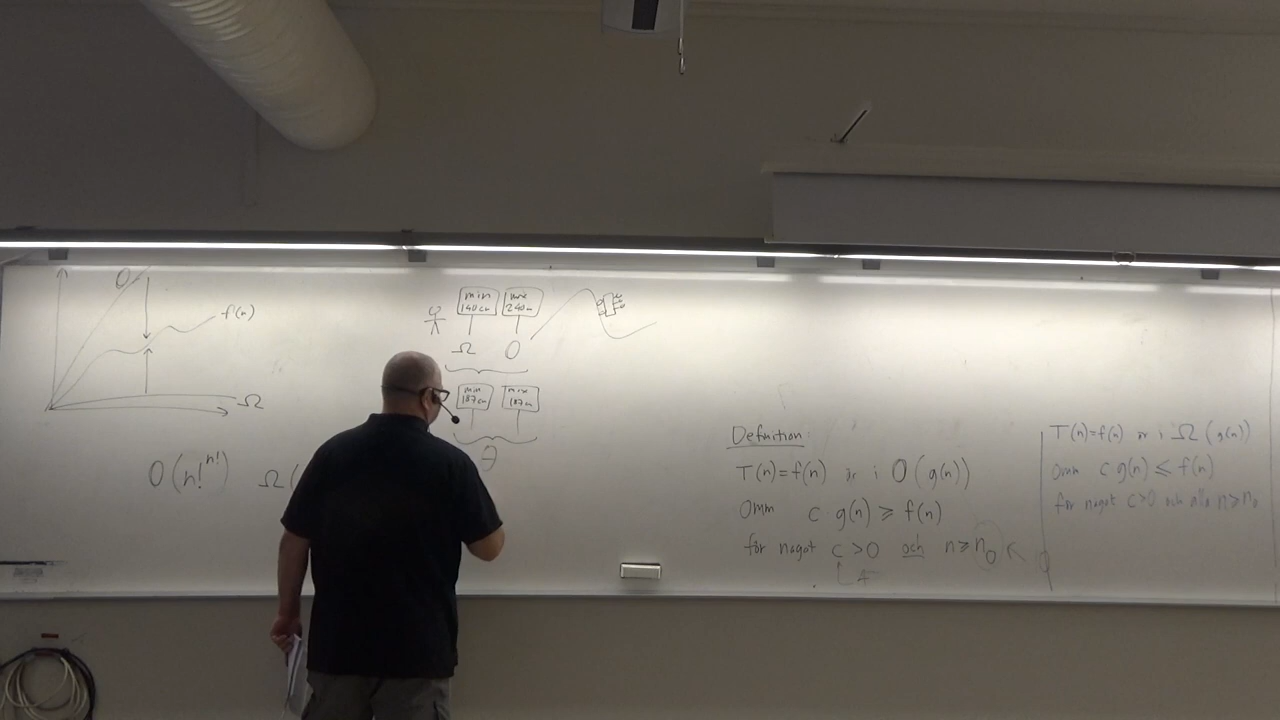 O
f(n)
Ω
min
140 cm
max
240 cm
Ω O
min
187 cm
max
187 cm
Θ
O(n!^n!) Ω(
Definition:
T(n)=f(n) är i O(g(n))
Omm c g(n) ≥ f(n)
för något c>0 och n≥n₀
T(n)=f(n) är i Ω(g(n))
Omm c g(n) ≤ f(n)
för något c>0 och alla n≥n₀